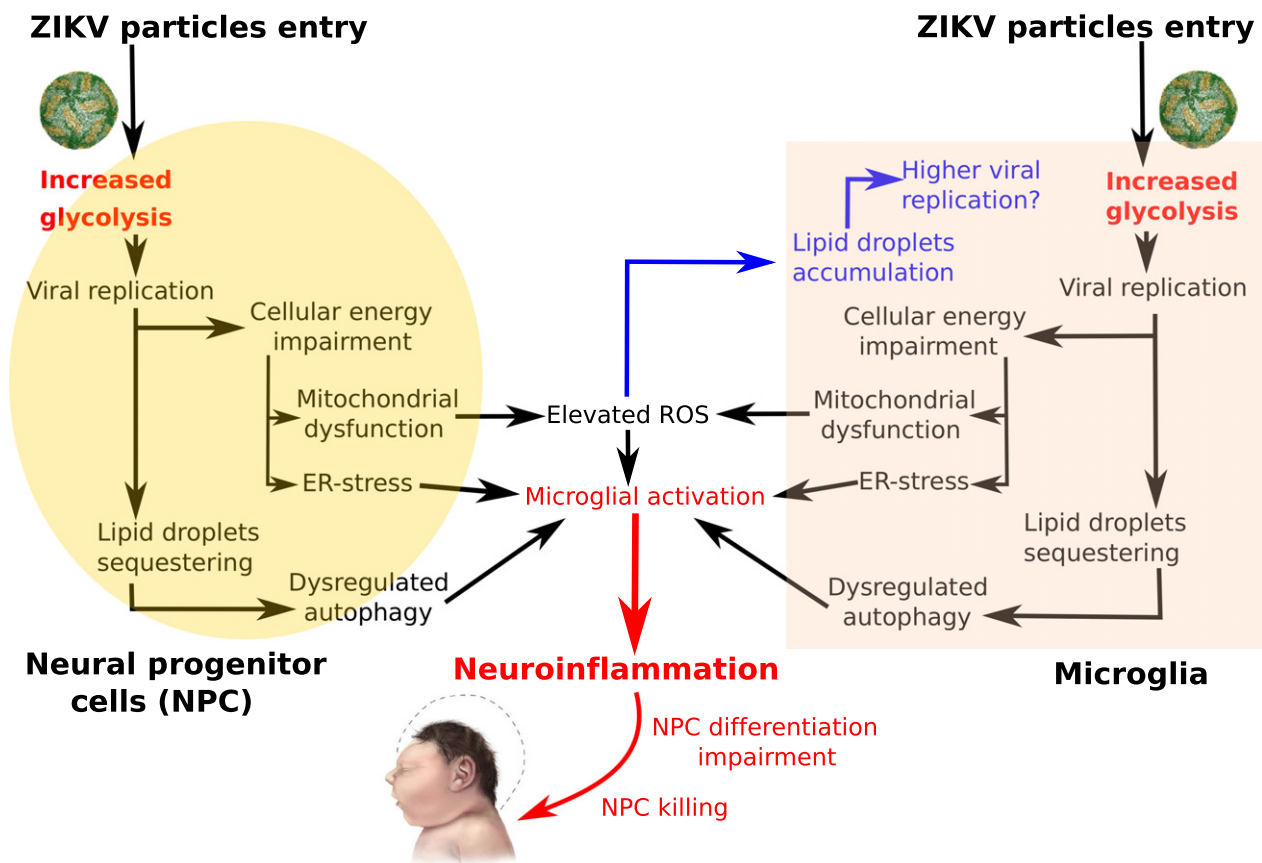 ZIKV particles entry
Increased
glycolysis
Viral replication
Cellular energy
impairment
Mitochondrial
dysfunction
ER-stress
Lipid droplets
sequestering
Dysregulated
autophagy
Neural progenitor
cells (NPC)
Elevated ROS
Microglial activation
Neuroinflammation
NPC differentiation
impairment
NPC killing
ZIKV particles entry
Higher viral
replication?
Lipid droplets
accumulation
Increased
glycolysis
Viral replication
Cellular energy
impairment
Mitochondrial
dysfunction
ER-stress
Lipid droplets
sequestering
Dysregulated
autophagy
Microglia